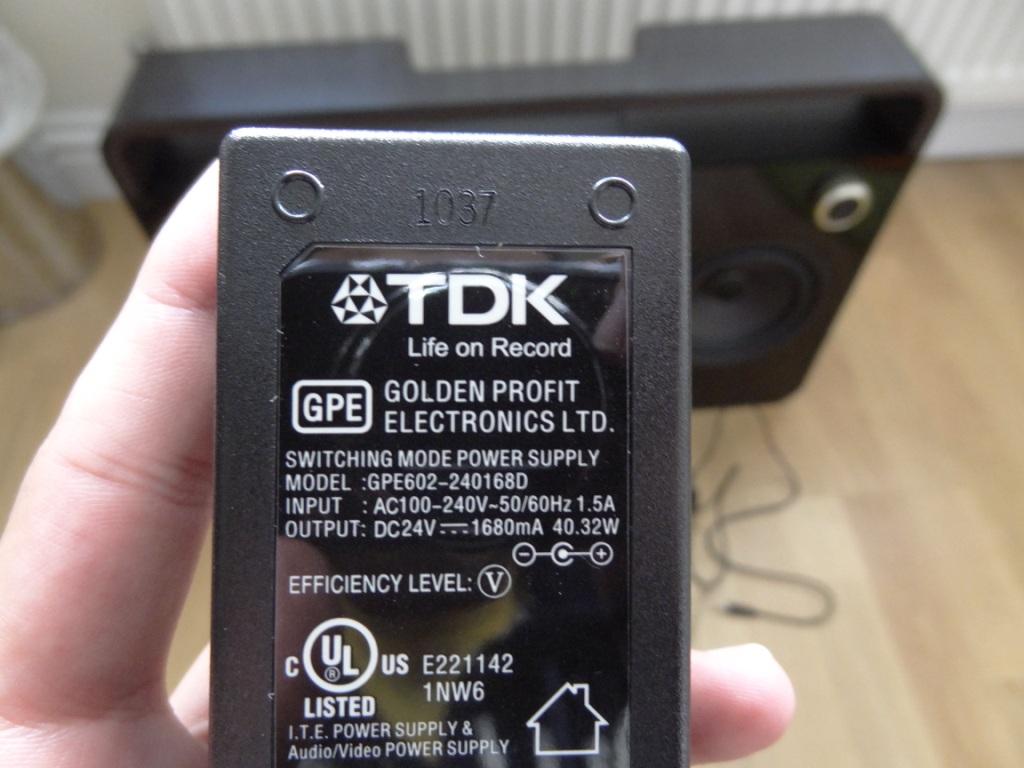 1037
TDK
Life on Record
GPE
GOLDEN PROFIT
ELECTRONICS LTD.
SWITCHING MODE POWER SUPPLY
MODEL :GPE602-240168D
INPUT : AC100-240V~50/60Hz 1.5A
OUTPUT: DC24V⎓1680mA 40.32W
- +
EFFICIENCY LEVEL: V
C UL ® US E221142
1NW6
LISTED
I.T.E. POWER SUPPLY &
Audio/Video POWER SUPPLY